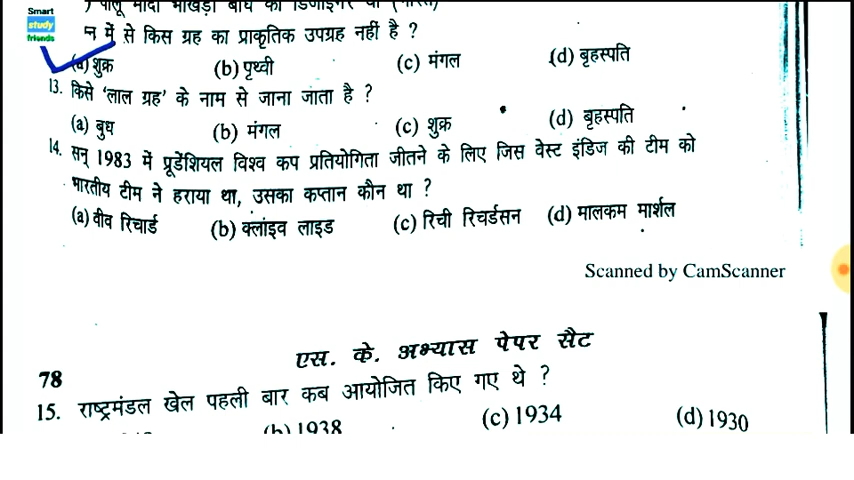 Smart
study
friends
में से किस ग्रह का प्राकृतिक उपग्रह नहीं है ?
(a) शुक्र (b) पृथ्वी (c) मंगल (d) बृहस्पति
13. किसे 'लाल ग्रह' के नाम से जाना जाता है ?
(a) बुध (b) मंगल (c) शुक्र (d) बृहस्पति
14. सन् 1983 में प्रूडेंशियल विश्व कप प्रतियोगिता जीतने के लिए जिस वेस्ट इंडिज की टीम को
भारतीय टीम ने हराया था, उसका कप्तान कौन था ?
(a) वीव रिचार्ड (b) क्लांइव लाइड (c) रिची रिचर्डसन (d) मालकम मार्शल
Scanned by CamScanner
एस. के. अभ्यास पेपर सैट
78
15. राष्ट्रमंडल खेल पहली बार कब आयोजित किए गए थे ?
(b) 1938 (c) 1934 (d) 1930